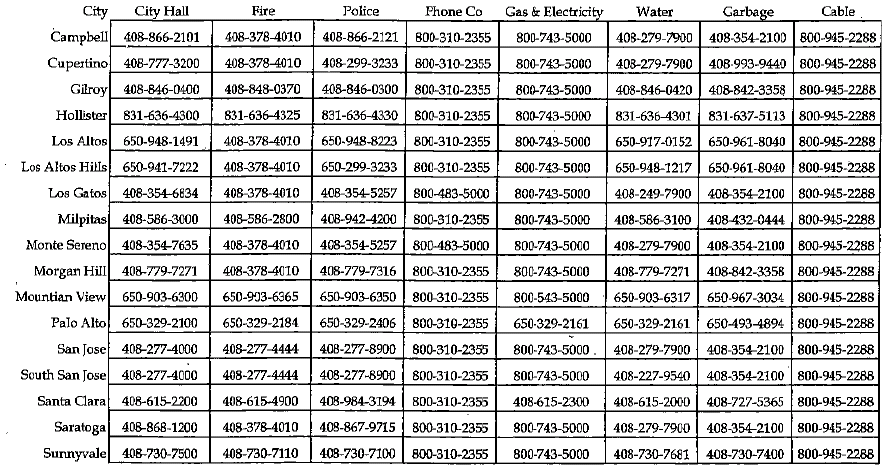 City City Hall Fire Police Phone Co Gas & Electricity Water Garbage Cable
Campbell 408-866-2101 408-378-4010 408-866-2121 800-310-2355 800-743-5000 408-279-7900 408-354-2100 800-945-2288
Cupertino 408-777-3200 408-378-4010 408-299-3233 800-310-2355 800-743-5000 408-279-7900 408-993-9440 800-945-2288
Gilroy 408-846-0400 408-848-0370 408-846-0300 800-310-2355 800-743-5000 408-846-0420 408-842-3358 800-945-2288
Hollister 831-636-4300 831-636-4325 831-636-4330 800-310-2355 800-743-5000 831-636-4301 831-637-5113 800-945-2288
Los Altos 650-948-1491 408-378-4010 650-948-8223 800-310-2355 800-743-5000 650-917-0152 650-961-8040 800-945-2288
Los Altos Hills 650-941-7222 408-378-4010 650-299-3233 800-310-2355 800-743-5000 650-948-1217 650-961-8040 800-945-2288
Los Gatos 408-354-6834 408-378-4010 408-354-5257 800-483-5000 800-743-5000 408-249-7900 408-354-2100 800-945-2288
Milpitas 408-586-3000 408-586-2800 408-942-4200 800-310-2355 800-743-5000 408-586-3100 408-432-0444 800-945-2288
Monte Sereno 408-354-7635 408-378-4010 408-354-5257 800-483-5000 800-743-5000 408-279-7900 408-354-2100 800-945-2288
Morgan Hill 408-779-7271 408-378-4010 408-779-7316 800-310-2355 800-743-5000 408-779-7271 408-842-3358 800-945-2288
Mountian View 650-903-6300 650-903-6365 650-903-6350 800-310-2355 800-543-5000 650-903-6317 650-967-3034 800-945-2288
Palo Alto 650-329-2100 650-329-2184 650-329-2406 800-310-2355 650-329-2161 650-329-2161 650-493-4894 800-945-2288
San Jose 408-277-4000 408-277-4444 408-277-8900 800-310-2355 800-743-5000 408-279-7900 408-354-2100 800-945-2288
South San Jose 408-277-4000 408-277-4444 408-277-8900 800-310-2355 800-743-5000 408-227-9540 408-354-2100 800-945-2288
Santa Clara 408-615-2200 408-615-4900 408-984-3194 800-310-2355 408-615-2300 408-615-2000 408-727-5365 800-945-2288
Saratoga 408-868-1200 408-378-4010 408-867-9715 800-310-2355 800-743-5000 408-279-7900 408-354-2100 800-945-2288
Sunnyvale 408-730-7500 408-730-7110 408-730-7100 800-310-2355 800-743-5000 408-730-7681 408-730-7400 800-945-2288